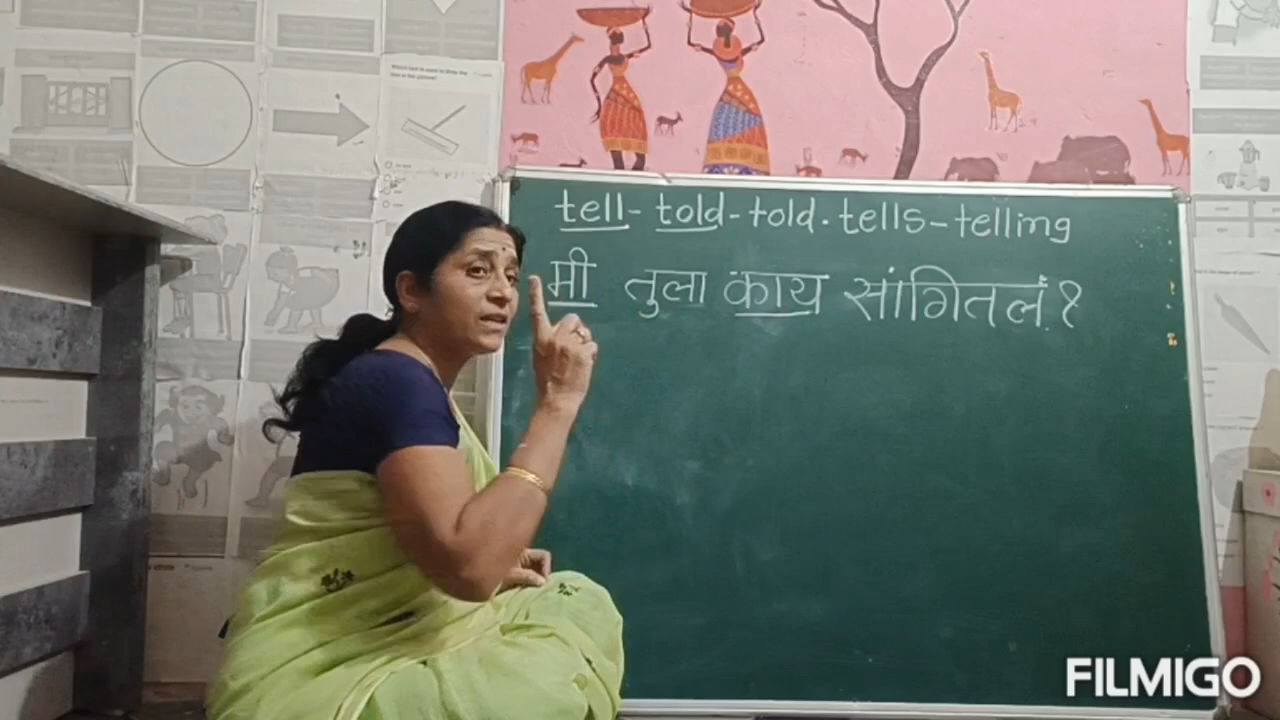 tell - told - told. tells - telling
मी तुला काय सांगितलं?
FILMIGO